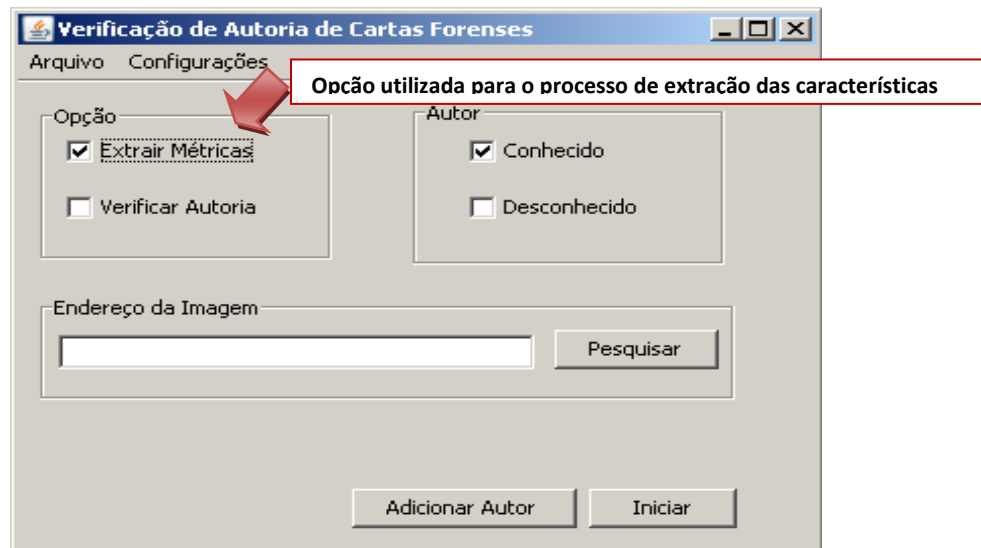 Verificação de Autoria de Cartas Forenses
Arquivo Configurações
Opção utilizada para o processo de extração das características
Opção
Extrair Métricas
Verificar Autoria
Autor
Conhecido
Desconhecido
Endereço da Imagem
Pesquisar
Adicionar Autor
Iniciar